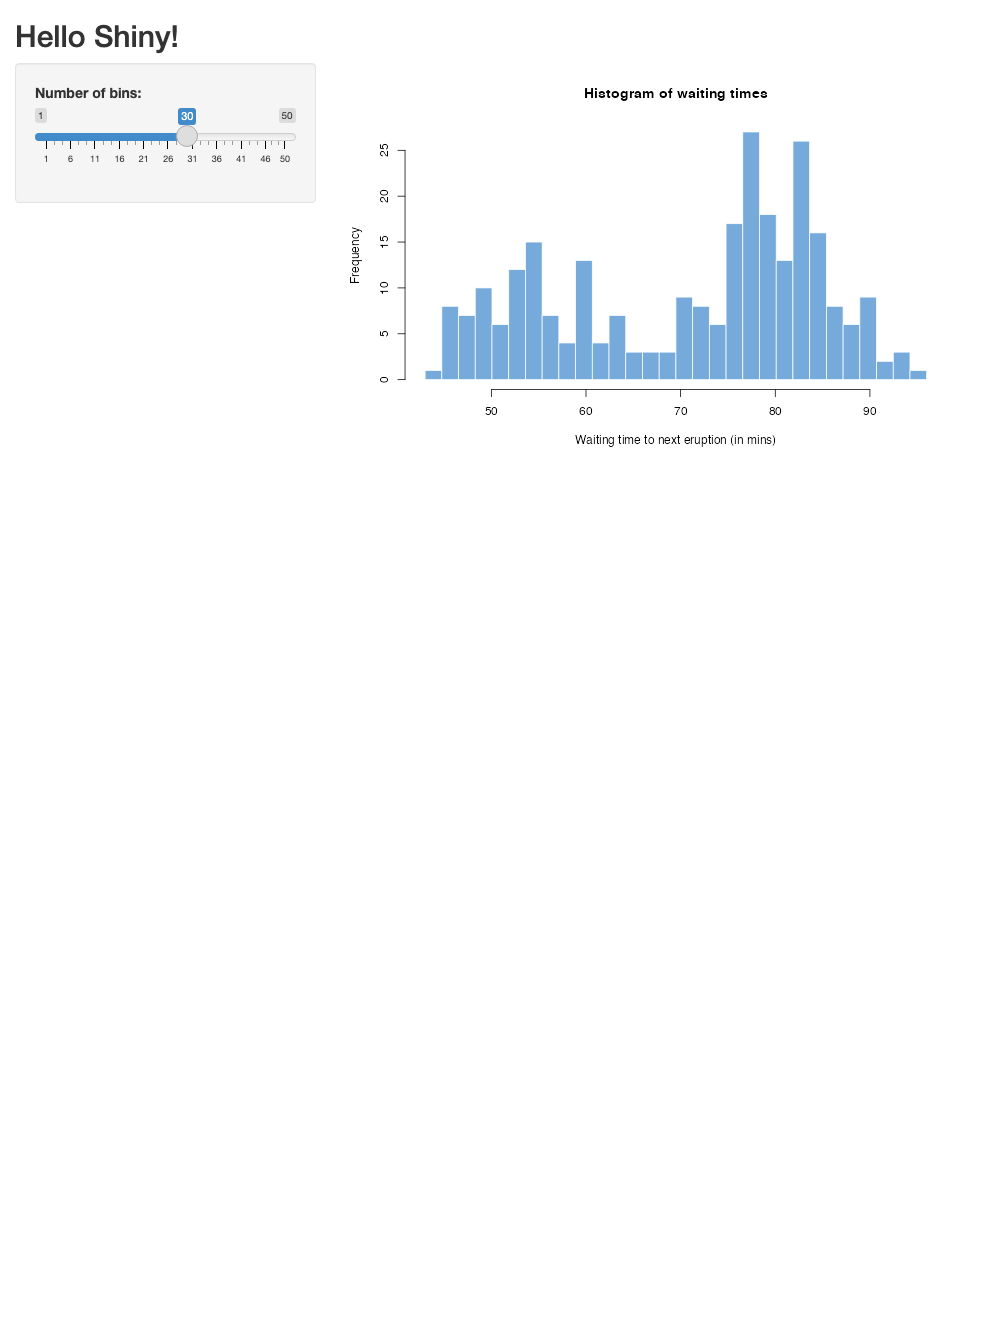 Hello Shiny!
Number of bins:
1 30 50
1 6 11 16 21 26 31 36 41 46 50
Histogram of waiting times
Frequency
25
20
15
10
5
0
50 60 70 80 90
Waiting time to next eruption (in mins)